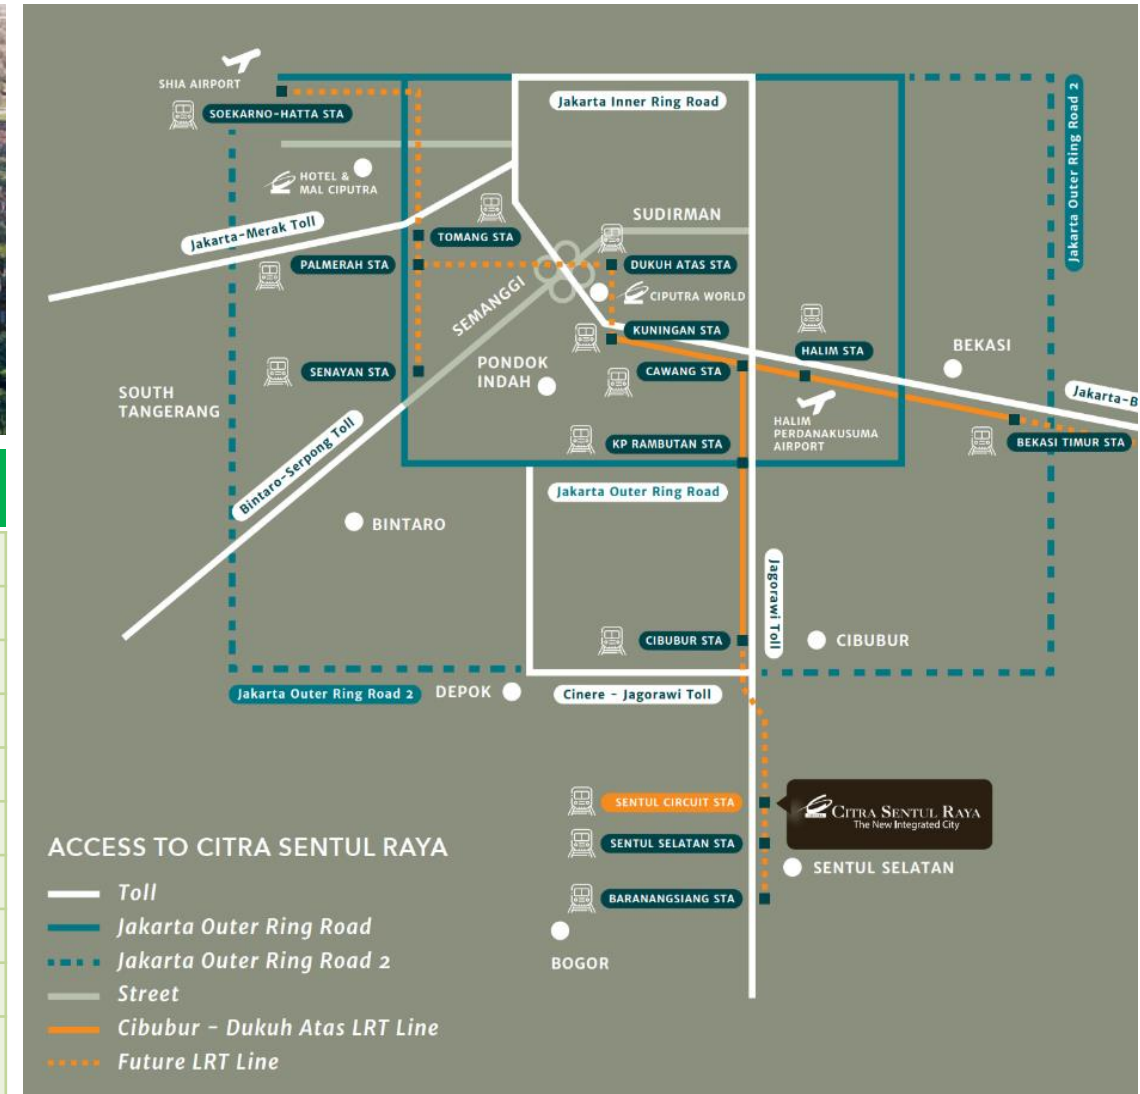 SHIA AIRPORT
SOEKARNO-HATTA STA
Jakarta Inner Ring Road
Jakarta Outer Ring Road 2
HOTEL &
MAL CIPUTRA
Jakarta-Merak Toll
TOMANG STA
SUDIRMAN
PALMERAH STA
DUKUH ATAS STA
SEMANGGI
CIPUTRA WORLD
KUNINGAN STA
HALIM STA
BEKASI
SENAYAN STA
PONDOK
INDAH
CAWANG STA
SOUTH
TANGERANG
Jakarta-B
HALIM
PERDANAKUSUMA
AIRPORT
KP RAMBUTAN STA
BEKASI TIMUR STA
Bintaro-Serpong Toll
Jakarta Outer Ring Road
BINTARO
Jagorawi Toll
CIBUBUR STA
CIBUBUR
Jakarta Outer Ring Road 2
DEPOK
Cinere - Jagorawi Toll
SENTUL CIRCUIT STA
CITRA SENTUL RAYA
The New Integrated City
SENTUL SELATAN STA
SENTUL SELATAN
BARANANGSIANG STA
BOGOR
ACCESS TO CITRA SENTUL RAYA
Toll
Jakarta Outer Ring Road
Jakarta Outer Ring Road 2
Street
Cibubur - Dukuh Atas LRT Line
Future LRT Line